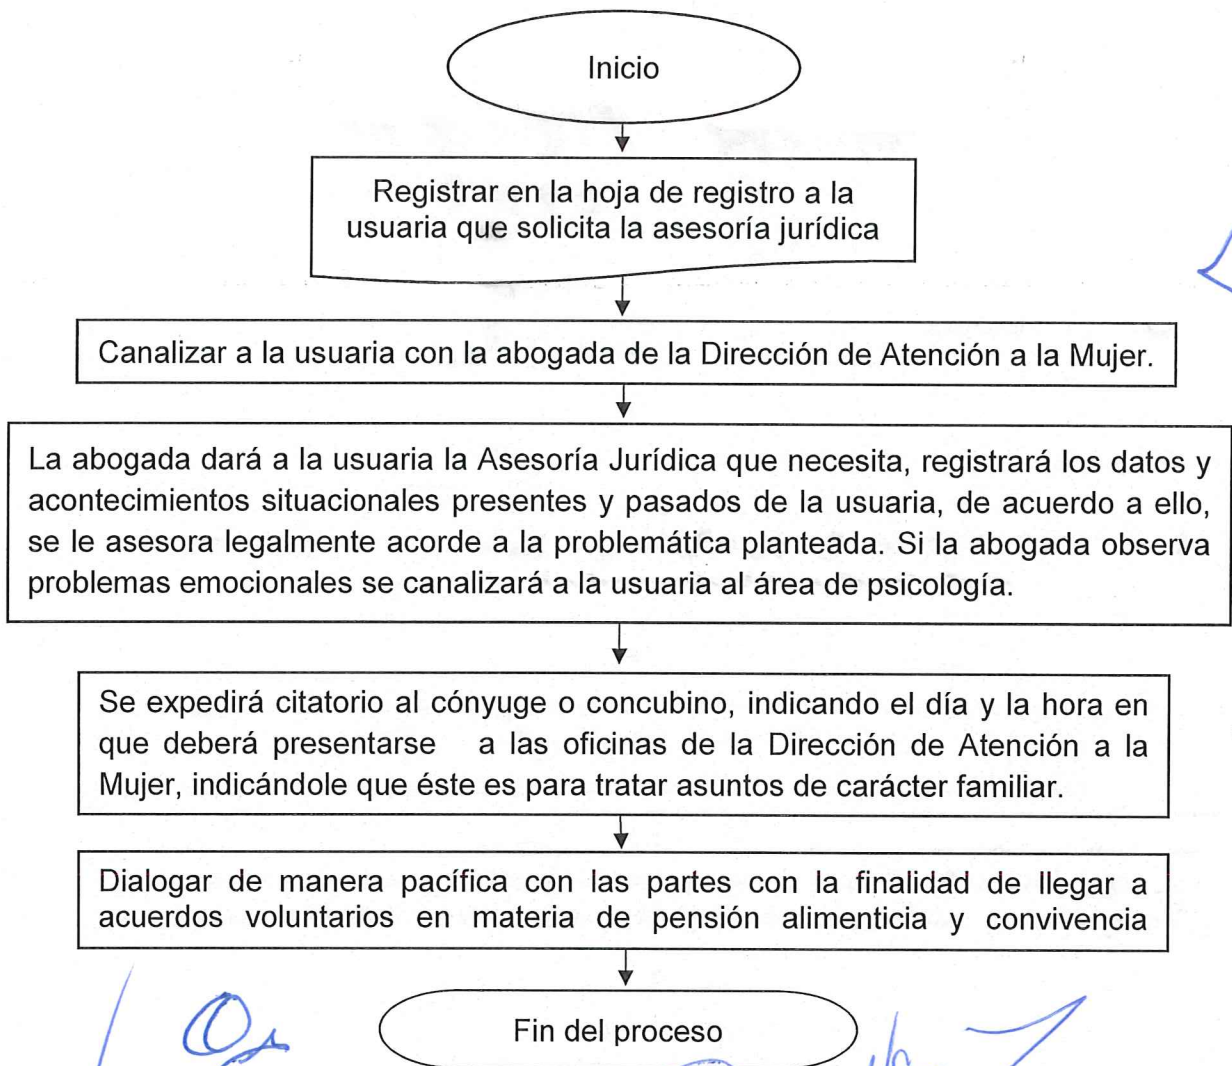 Inicio
Registrar en la hoja de registro a la
usuaria que solicita la asesoría jurídica
Canalizar a la usuaria con la abogada de la Dirección de Atención a la Mujer.
La abogada dará a la usuaria la Asesoría Jurídica que necesita, registrará los datos y
acontecimientos situacionales presentes y pasados de la usuaria, de acuerdo a ello,
se le asesora legalmente acorde a la problemática planteada. Si la abogada observa
problemas emocionales se canalizará a la usuaria al área de psicología.
Se expedirá citatorio al cónyuge o concubino, indicando el día y la hora en
que deberá presentarse a las oficinas de la Dirección de Atención a la
Mujer, indicándole que éste es para tratar asuntos de carácter familiar.
Dialogar de manera pacífica con las partes con la finalidad de llegar a
acuerdos voluntarios en materia de pensión alimenticia y convivencia
Fin del proceso